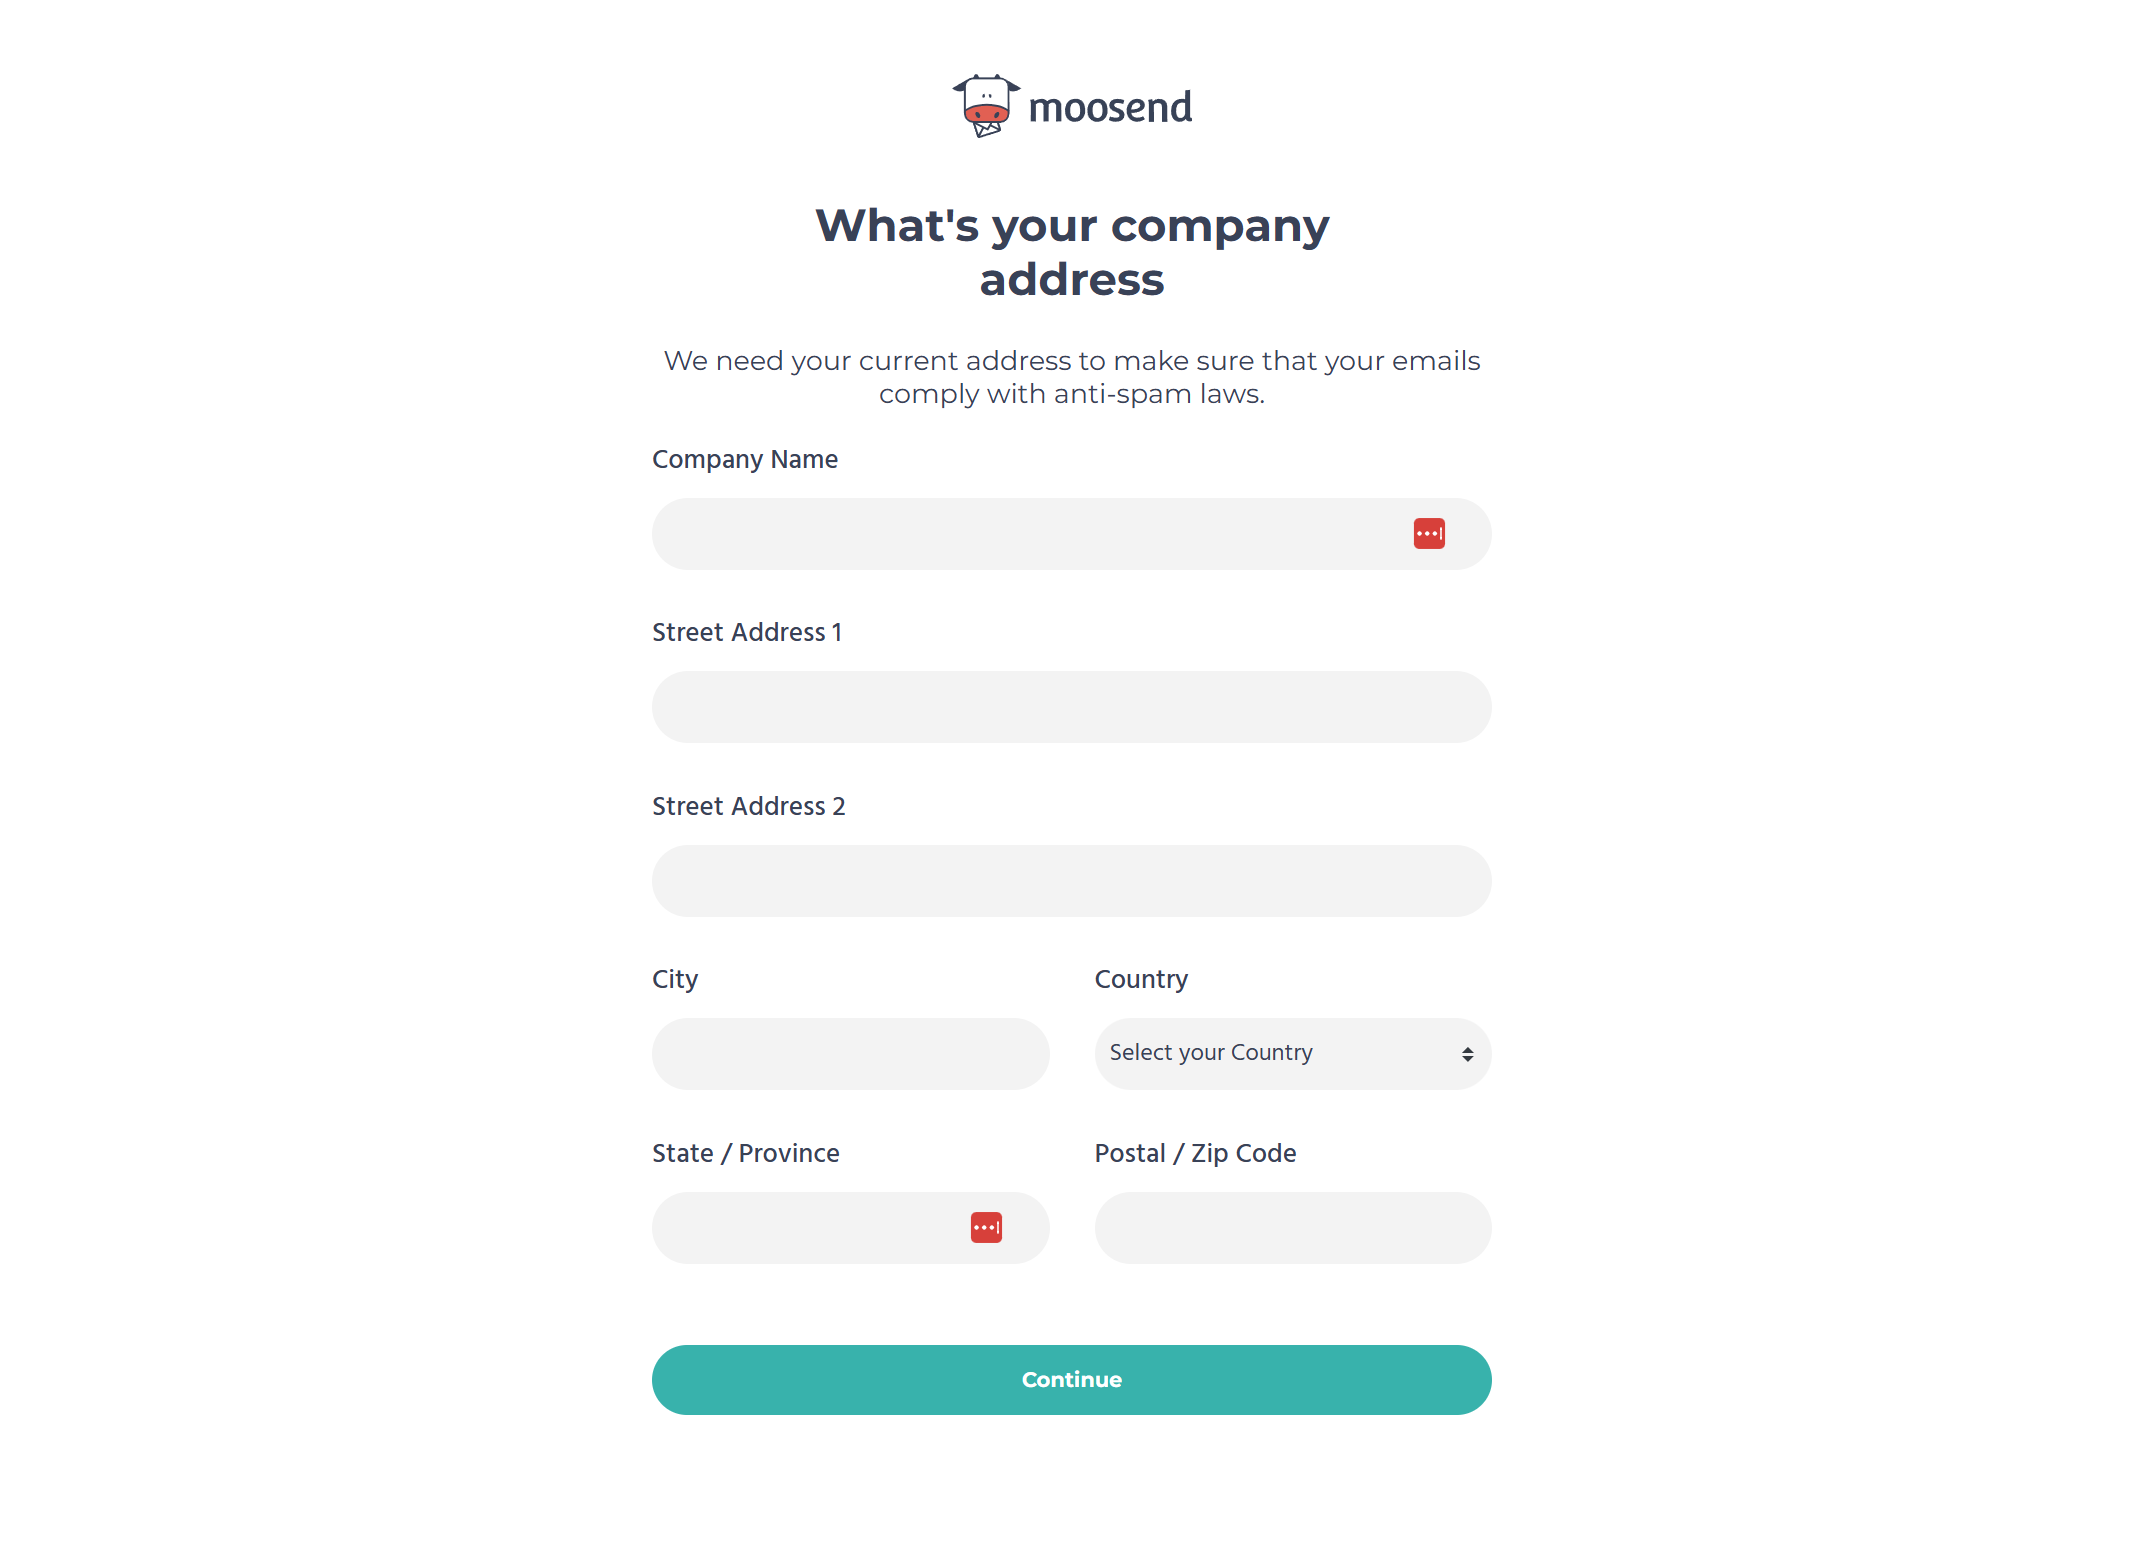 moosend
What's your company
address
We need your current address to make sure that your emails
comply with anti-spam laws.
Company Name
Street Address 1
Street Address 2
City
Country
Select your Country
State / Province
Postal / Zip Code
Continue